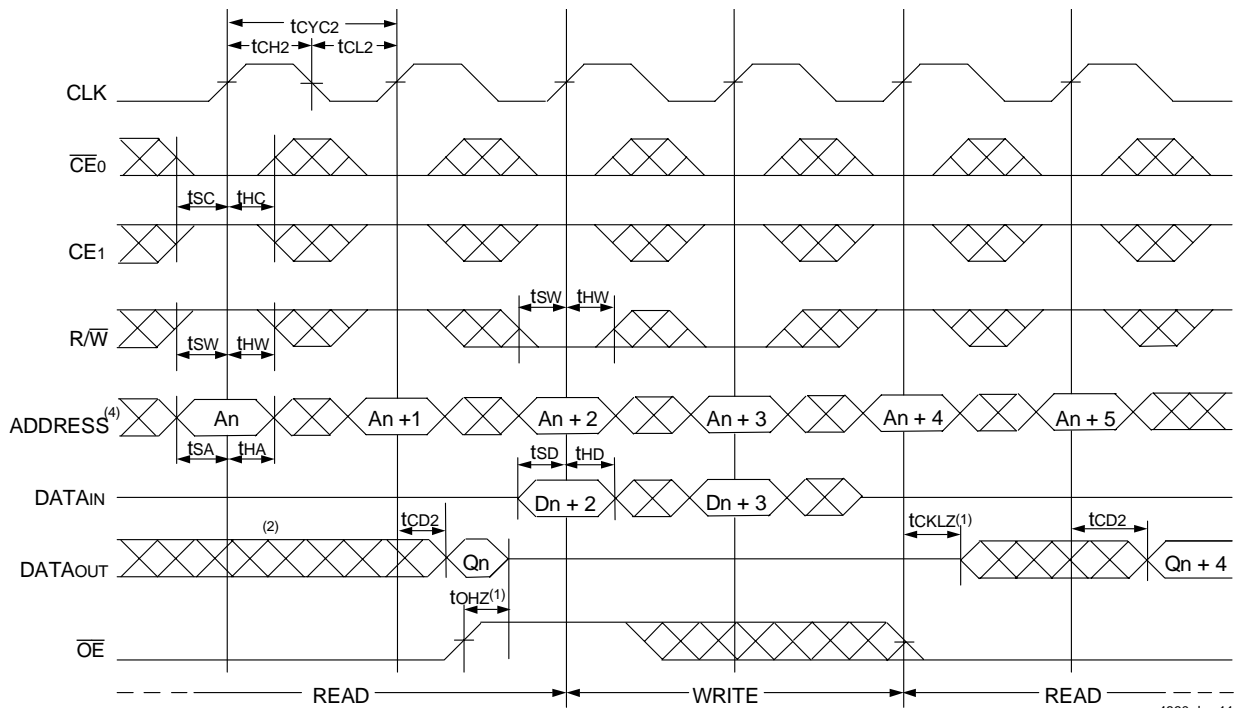 tCYC2
tCH2 tCL2
CLK
CE0
tSC tHC
CE1
tSW tHW
R/W
tSW tHW
ADDRESS(4) An An +1 An + 2 An + 3 An + 4 An + 5
tSA tHA tSD tHD
DATAIN Dn + 2 Dn + 3
(2) tCD2 tCKLZ(1) tCD2
DATAOUT Qn Qn + 4
tOHZ(1)
OE
READ WRITE READ